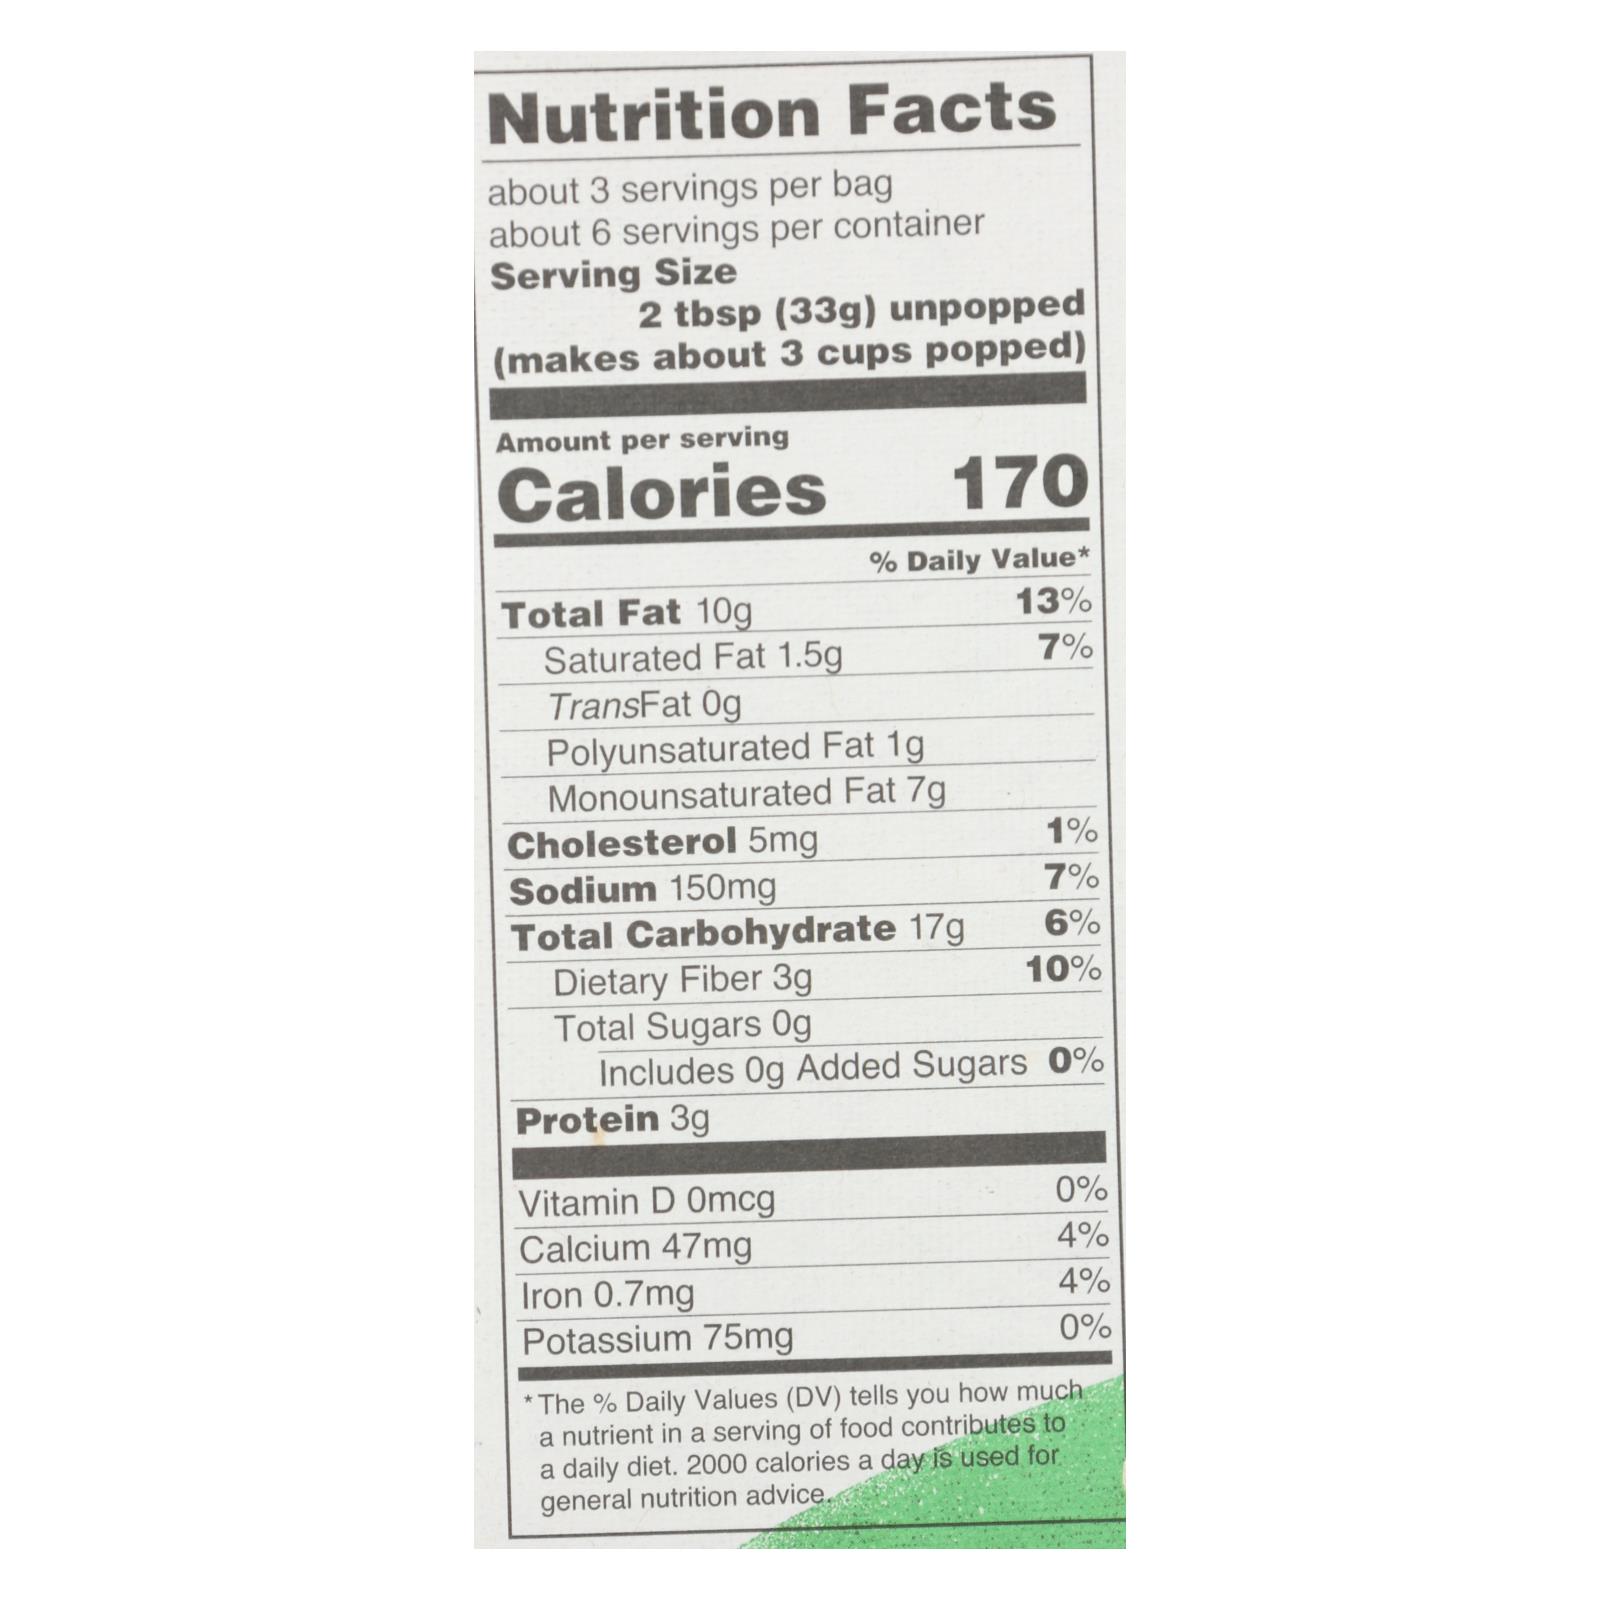 Nutrition Facts
about 3 servings per bag
about 6 servings per container
Serving Size
2 tbsp (33g) unpopped
(makes about 3 cups popped)
Amount per serving
Calories 170
% Daily Value*
Total Fat 10g 13%
Saturated Fat 1.5g 7%
TransFat 0g
Polyunsaturated Fat 1g
Monounsaturated Fat 7g
Cholesterol 5mg 1%
Sodium 150mg 7%
Total Carbohydrate 17g 6%
Dietary Fiber 3g 10%
Total Sugars 0g
Includes 0g Added Sugars 0%
Protein 3g
Vitamin D 0mcg 0%
Calcium 47mg 4%
Iron 0.7mg 4%
Potassium 75mg 0%
* The % Daily Values (DV) tells you how much
a nutrient in a serving of food contributes to
a daily diet. 2000 calories a day is used for
general nutrition advice.